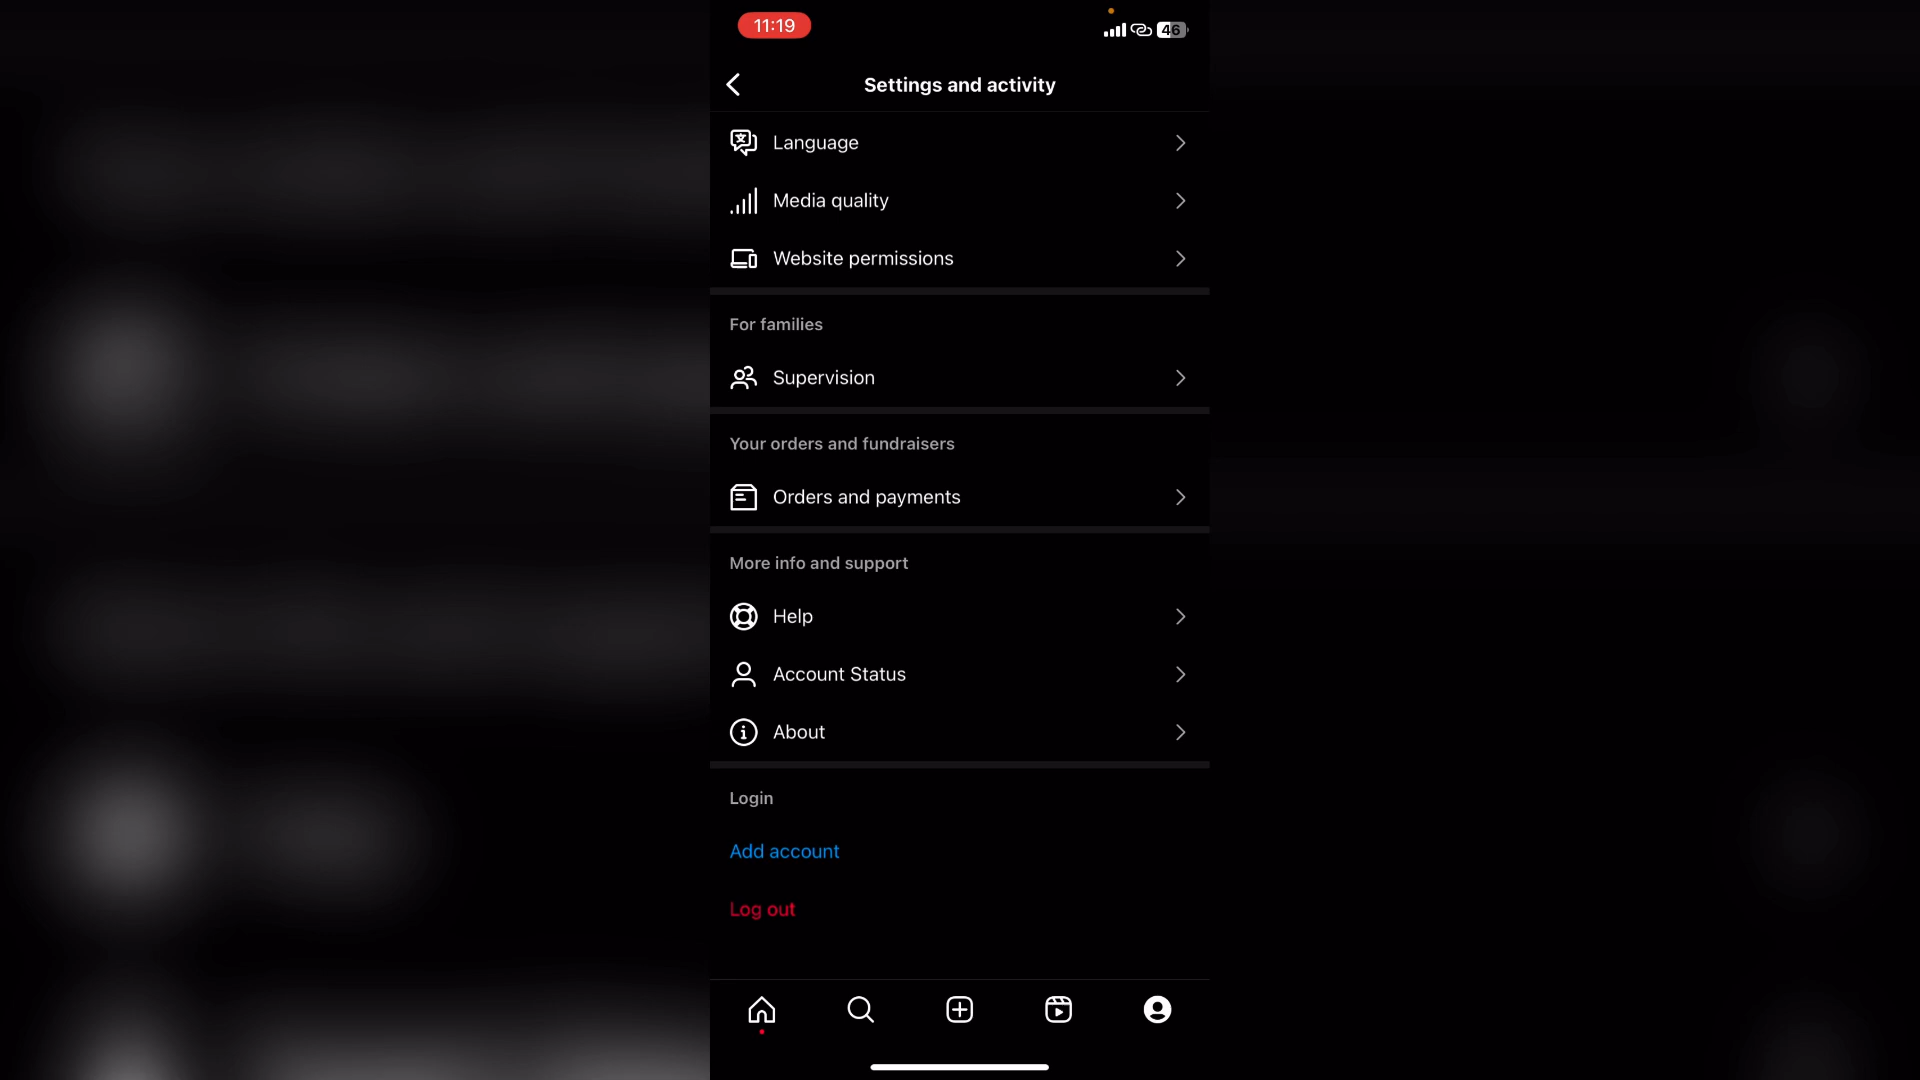 11:19
46
Settings and activity
Language
Media quality
Website permissions
For families
Supervision
Your orders and fundraisers
Orders and payments
More info and support
Help
Account Status
About
Login
Add account
Log out